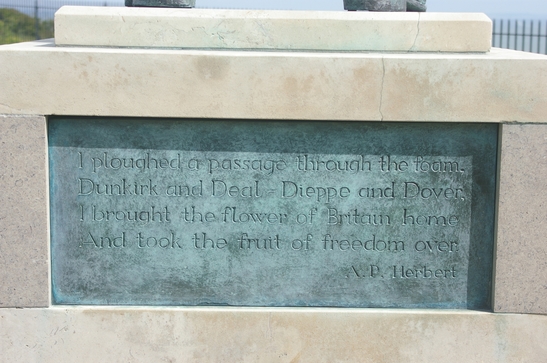 I ploughed a passage through the foam.
Dunkirk and Deal - Dieppe and Dover,
I brought the flower of Britain home
And took the fruit of freedom over
A.P. Herbert